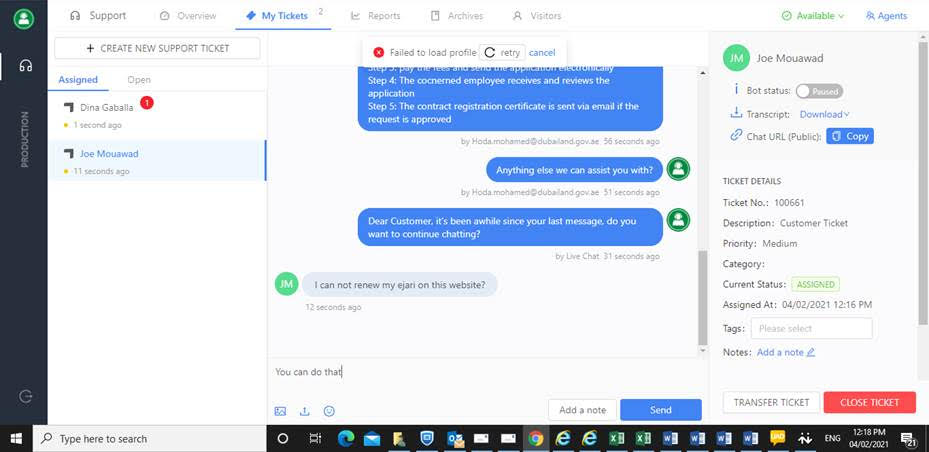 Support
Overview
My Tickets 2
Reports
Archives
Visitors
Available
Agents
+ CREATE NEW SUPPORT TICKET
Failed to load profile retry cancel
Assigned
Open
Dina Gaballa 1
1 second ago
Joe Mouawad
11 seconds ago
PRODUCTION
Step 3: pay the fees and send the application electronically
Step 4: The cocnerned employee receives and reviews the
application
Step 5: The contract registration certificate is sent via email if the
request is approved
by Hoda.mohamed@dubailand.gov.ae 56 seconds ago
Anything else we can assist you with?
by Hoda.mohamed@dubailand.gov.ae 51 seconds ago
Dear Customer, it's been awhile since your last message, do you
want to continue chatting?
by Live Chat 31 seconds ago
JM
I can not renew my ejari on this website?
12 seconds ago
You can do that
Add a note
Send
JM
Joe Mouawad
Bot status: Paused
Transcript: Download
Chat URL (Public): Copy
TICKET DETAILS
Ticket No.: 100661
Description: Customer Ticket
Priority: Medium
Category:
Current Status: ASSIGNED
Assigned At: 04/02/2021 12:16 PM
Tags: Please select
Notes: Add a note
TRANSFER TICKET
CLOSE TICKET
Type here to search
UAD
ENG
12:18 PM
04/02/2021
21